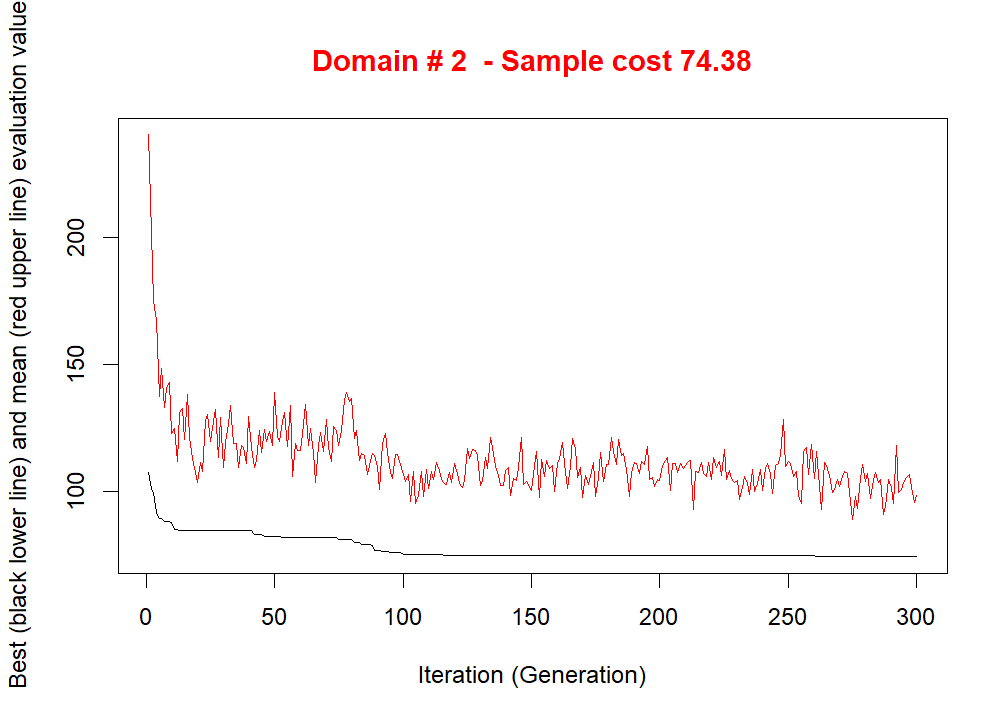 Domain # 2  - Sample cost 74.38
Best (black lower line) and mean (red upper line) evaluation value
200
150
100
0 50 100 150 200 250 300
Iteration (Generation)